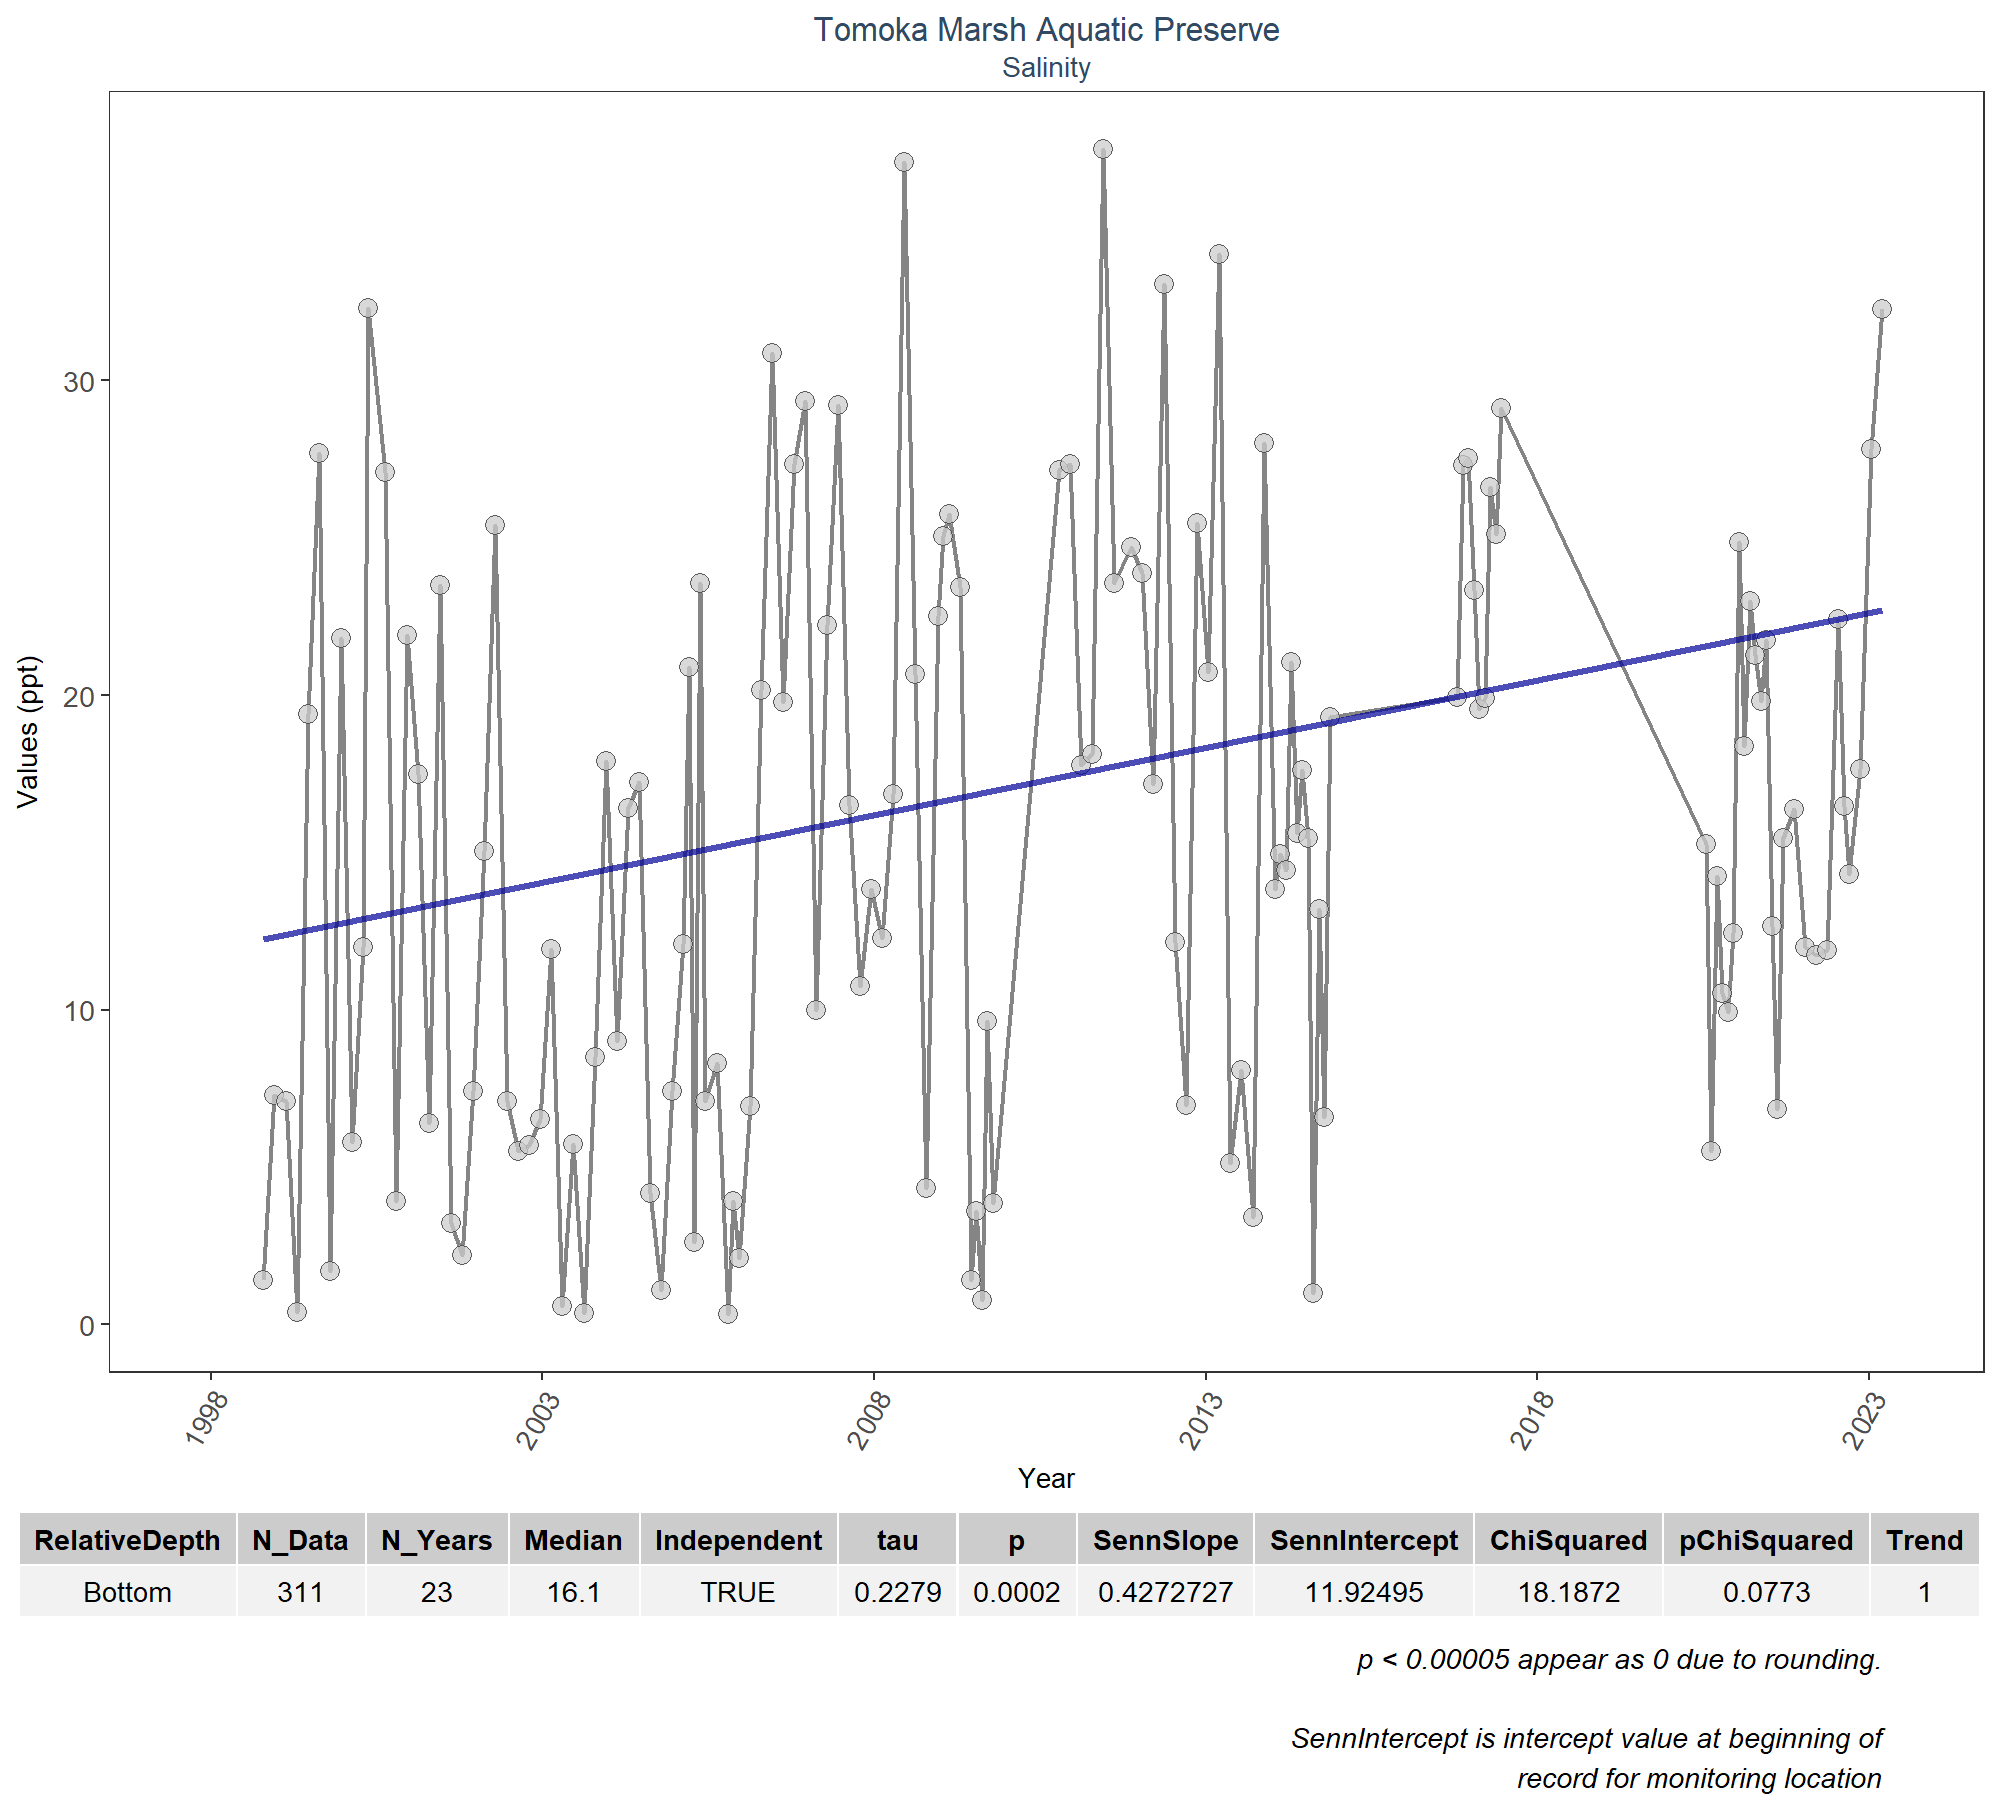 Tomoka Marsh Aquatic Preserve
Salinity
Values (ppt)
30
20
10
0
1998 2003 2008 2013 2018 2023
Year
RelativeDepth N_Data N_Years Median Independent tau p SennSlope SennIntercept ChiSquared pChiSquared Trend
Bottom 311 23 16.1 TRUE 0.2279 0.0002 0.4272727 11.92495 18.1872 0.0773 1
p < 0.00005 appear as 0 due to rounding.
SennIntercept is intercept value at beginning of
record for monitoring location